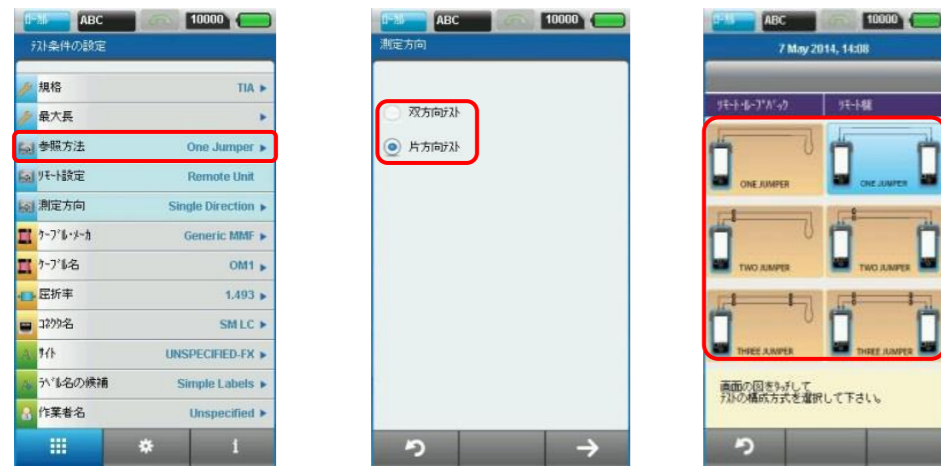 ローカル ABC 10000
テスト条件の設定
規格 TIA
最大長
参照方法 One Jumper
リモート設定 Remote Unit
測定方向 Single Direction
ケーブル・メーカ Generic MMF
ケーブル名 OM1
屈折率 1.493
コネクタ名 SM LC
サイト UNSPECIFIED-FX
ラベル名の候補 Simple Labels
作業者名 Unspecified
i
ローカル ABC 10000
測定方向
双方向テスト
片方向テスト
ローカル ABC 10000
7 May 2014, 14:08
リモート・ループバック リモート機
ONE JUMPER ONE JUMPER
TWO JUMPER TWO JUMPER
THREE JUMPER THREE JUMPER
画面の図をタッチして
テストの構成方式を選択して下さい。